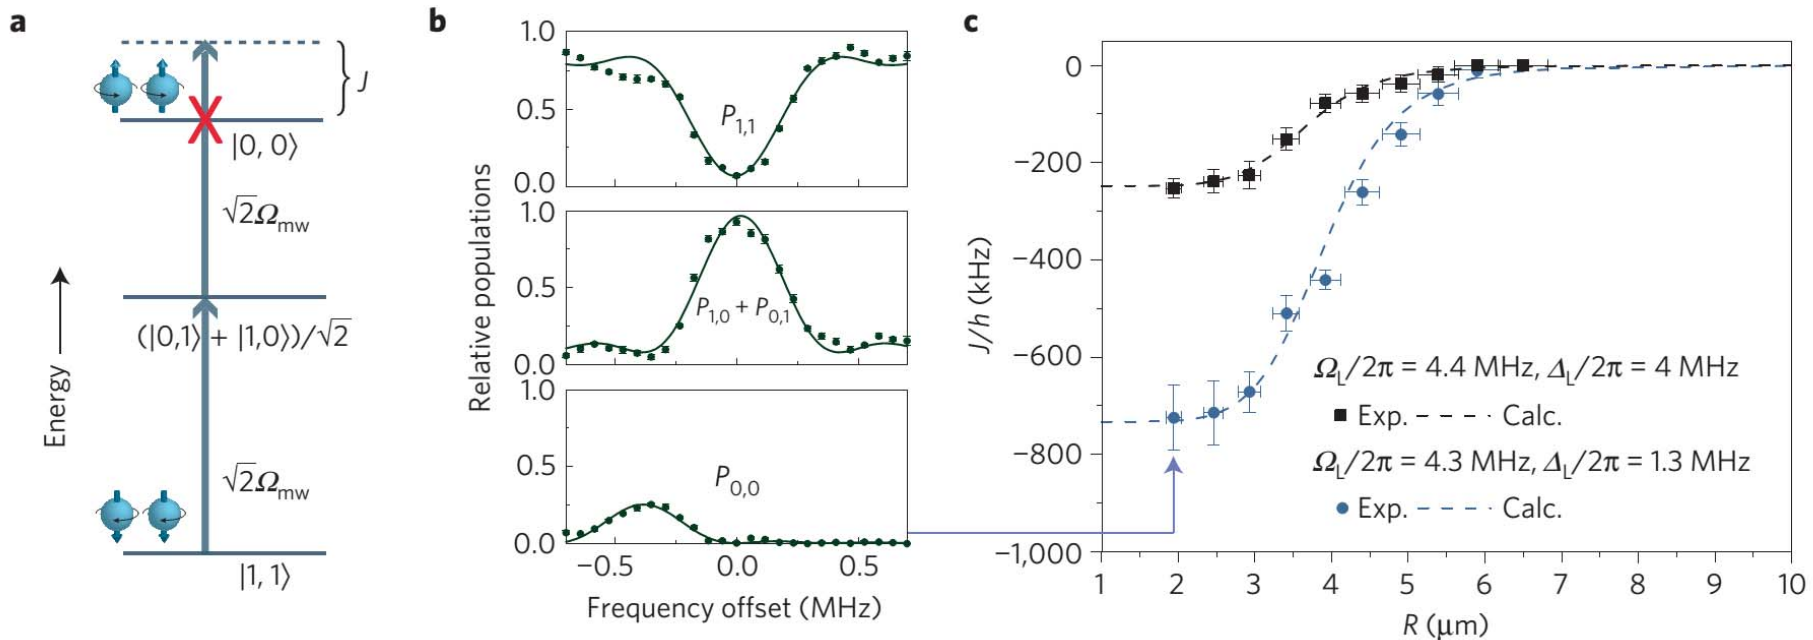 a
J
|0, 0⟩
√2Ω_mw
(|0,1⟩ + |1,0⟩)/√2
Energy
√2Ω_mw
|1, 1⟩
b
Relative populations
1.0
0.5
0.0
P_1,1
1.0
0.5
0.0
P_1,0 + P_0,1
1.0
0.5
0.0
P_0,0
−0.5 0.0 0.5
Frequency offset (MHz)
c
J/h (kHz)
0
−200
−400
−600
−800
−1,000
Ω_L/2π = 4.4 MHz, Δ_L/2π = 4 MHz
Exp. Calc.
Ω_L/2π = 4.3 MHz, Δ_L/2π = 1.3 MHz
Exp. Calc.
1 2 3 4 5 6 7 8 9 10
R (μm)